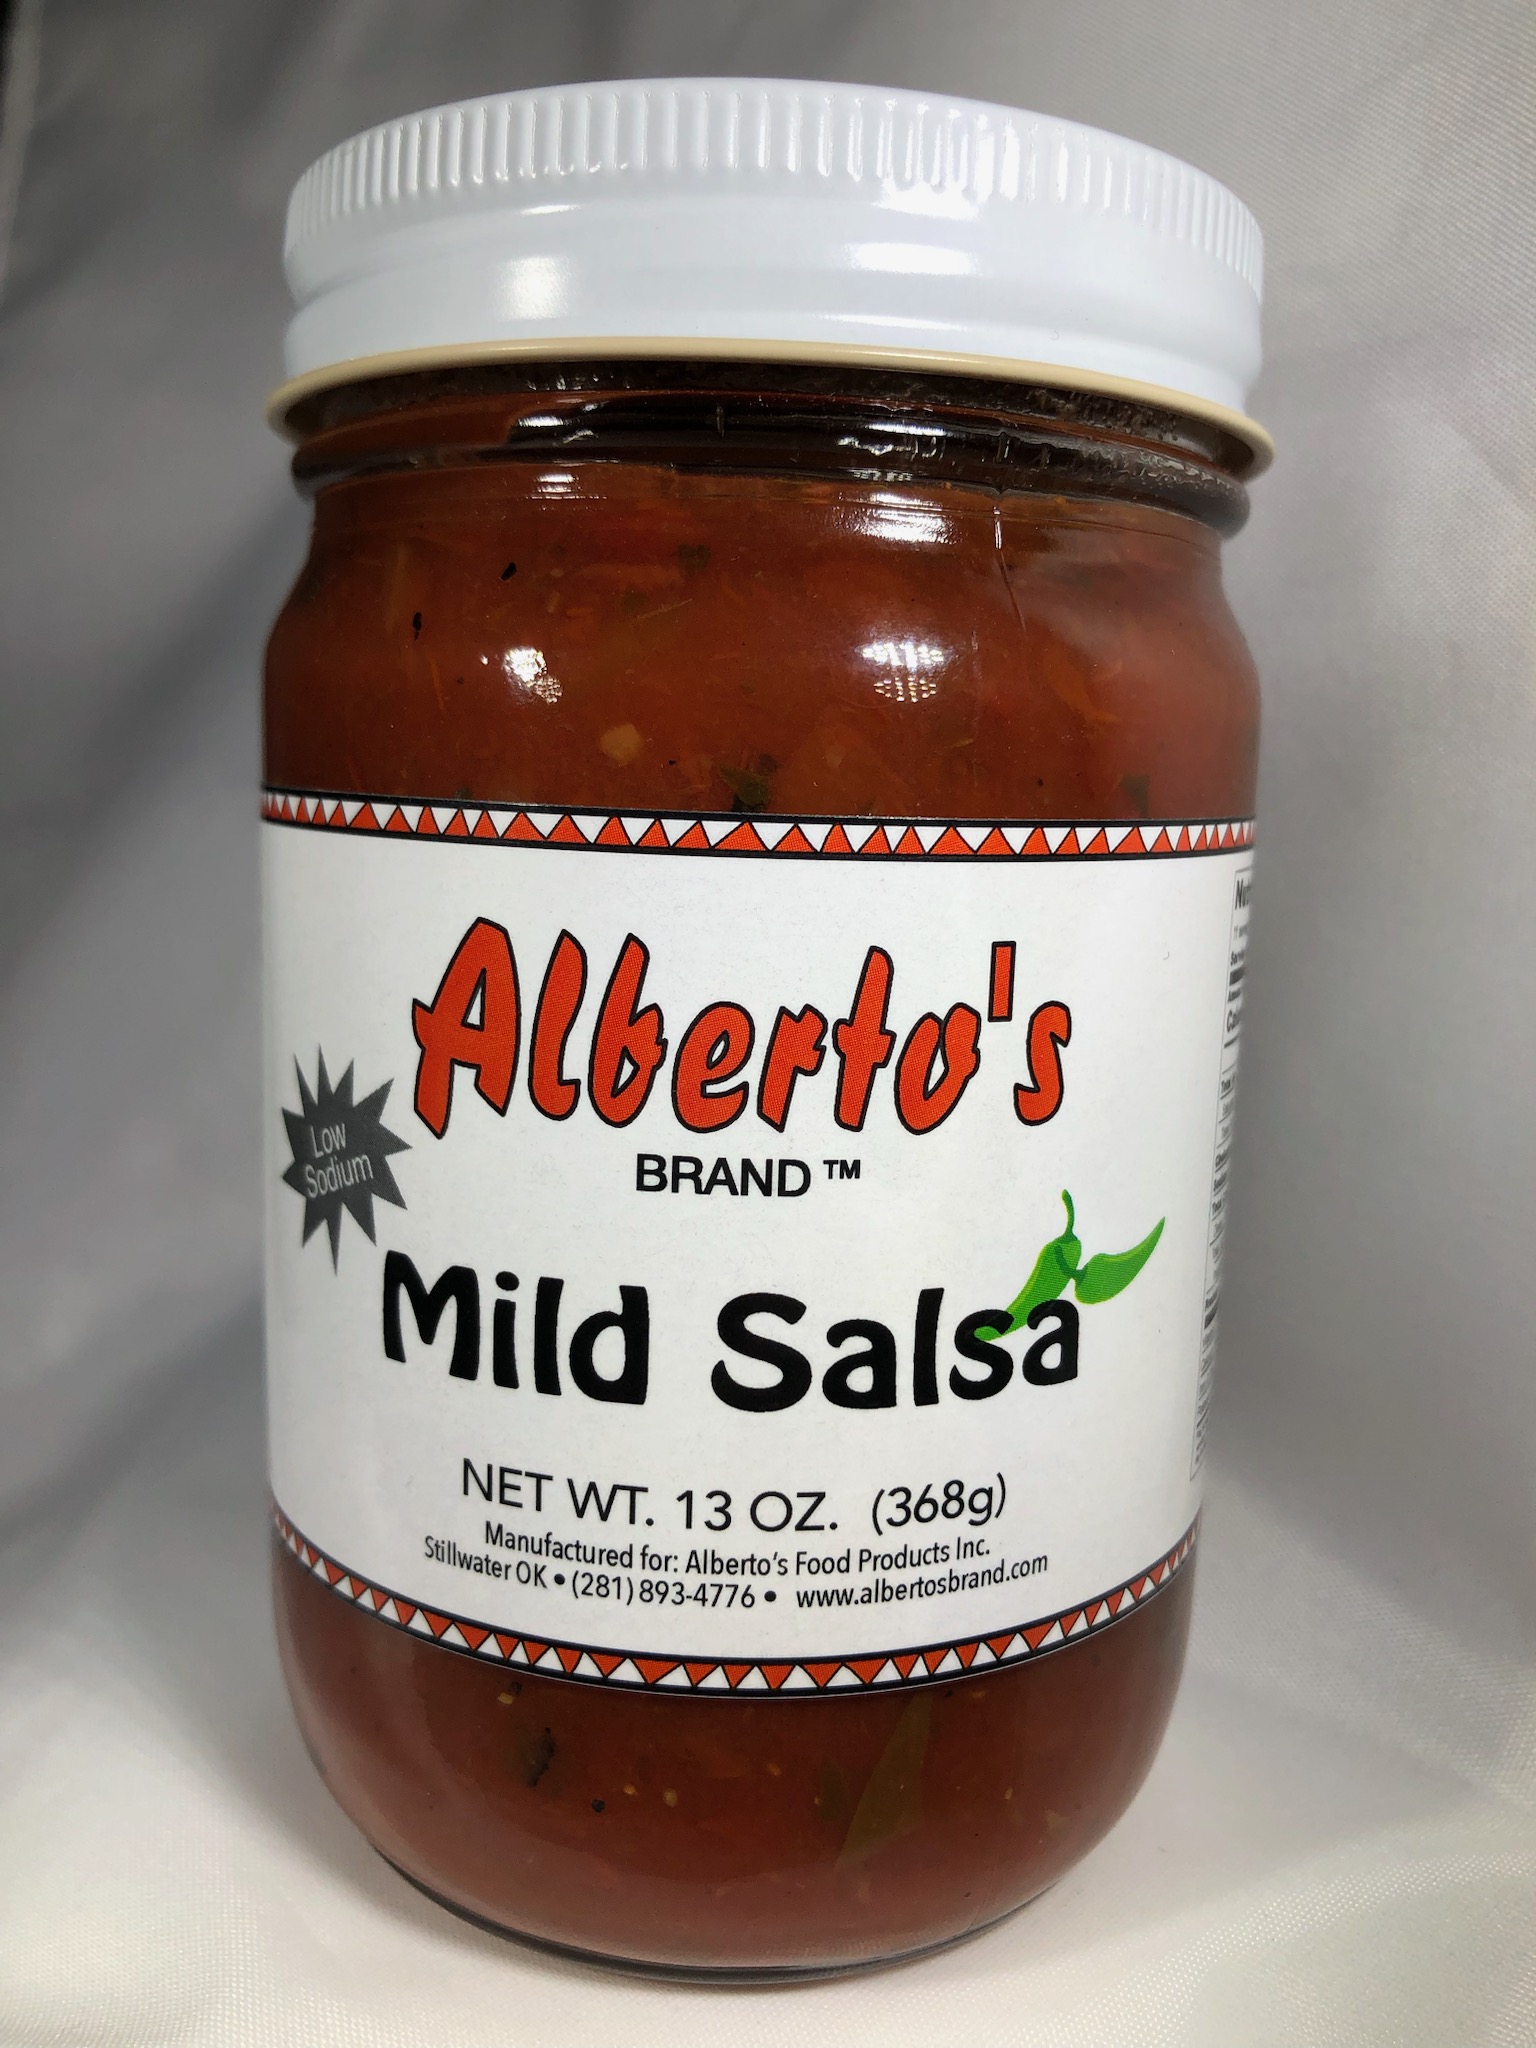 Alberto's
BRAND™
Low
Sodium
Mild Salsa
NET WT. 13 OZ. (368g)
Manufactured for: Alberto's Food Products Inc.
Stillwater OK • (281) 893-4776 • www.albertosbrand.com